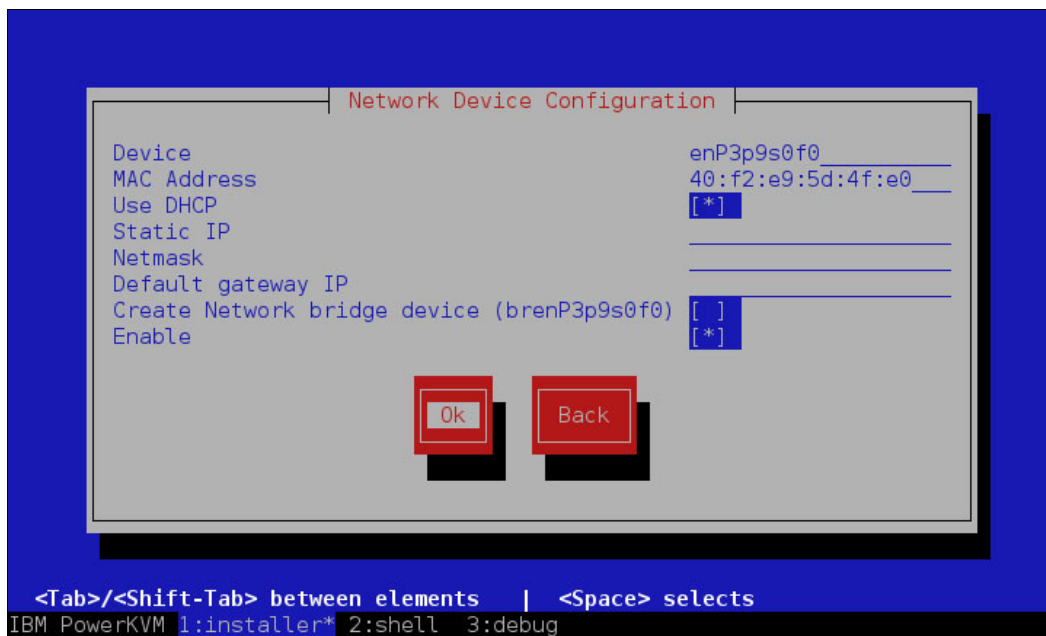 Network Device Configuration
Device enP3p9s0f0
MAC Address 40:f2:e9:5d:4f:e0
Use DHCP [*]
Static IP
Netmask
Default gateway IP
Create Network bridge device (brenP3p9s0f0) [ ]
Enable [*]
Ok Back
<Tab>/<Shift-Tab> between elements | <Space> selects
IBM PowerKVM 1:installer* 2:shell 3:debug